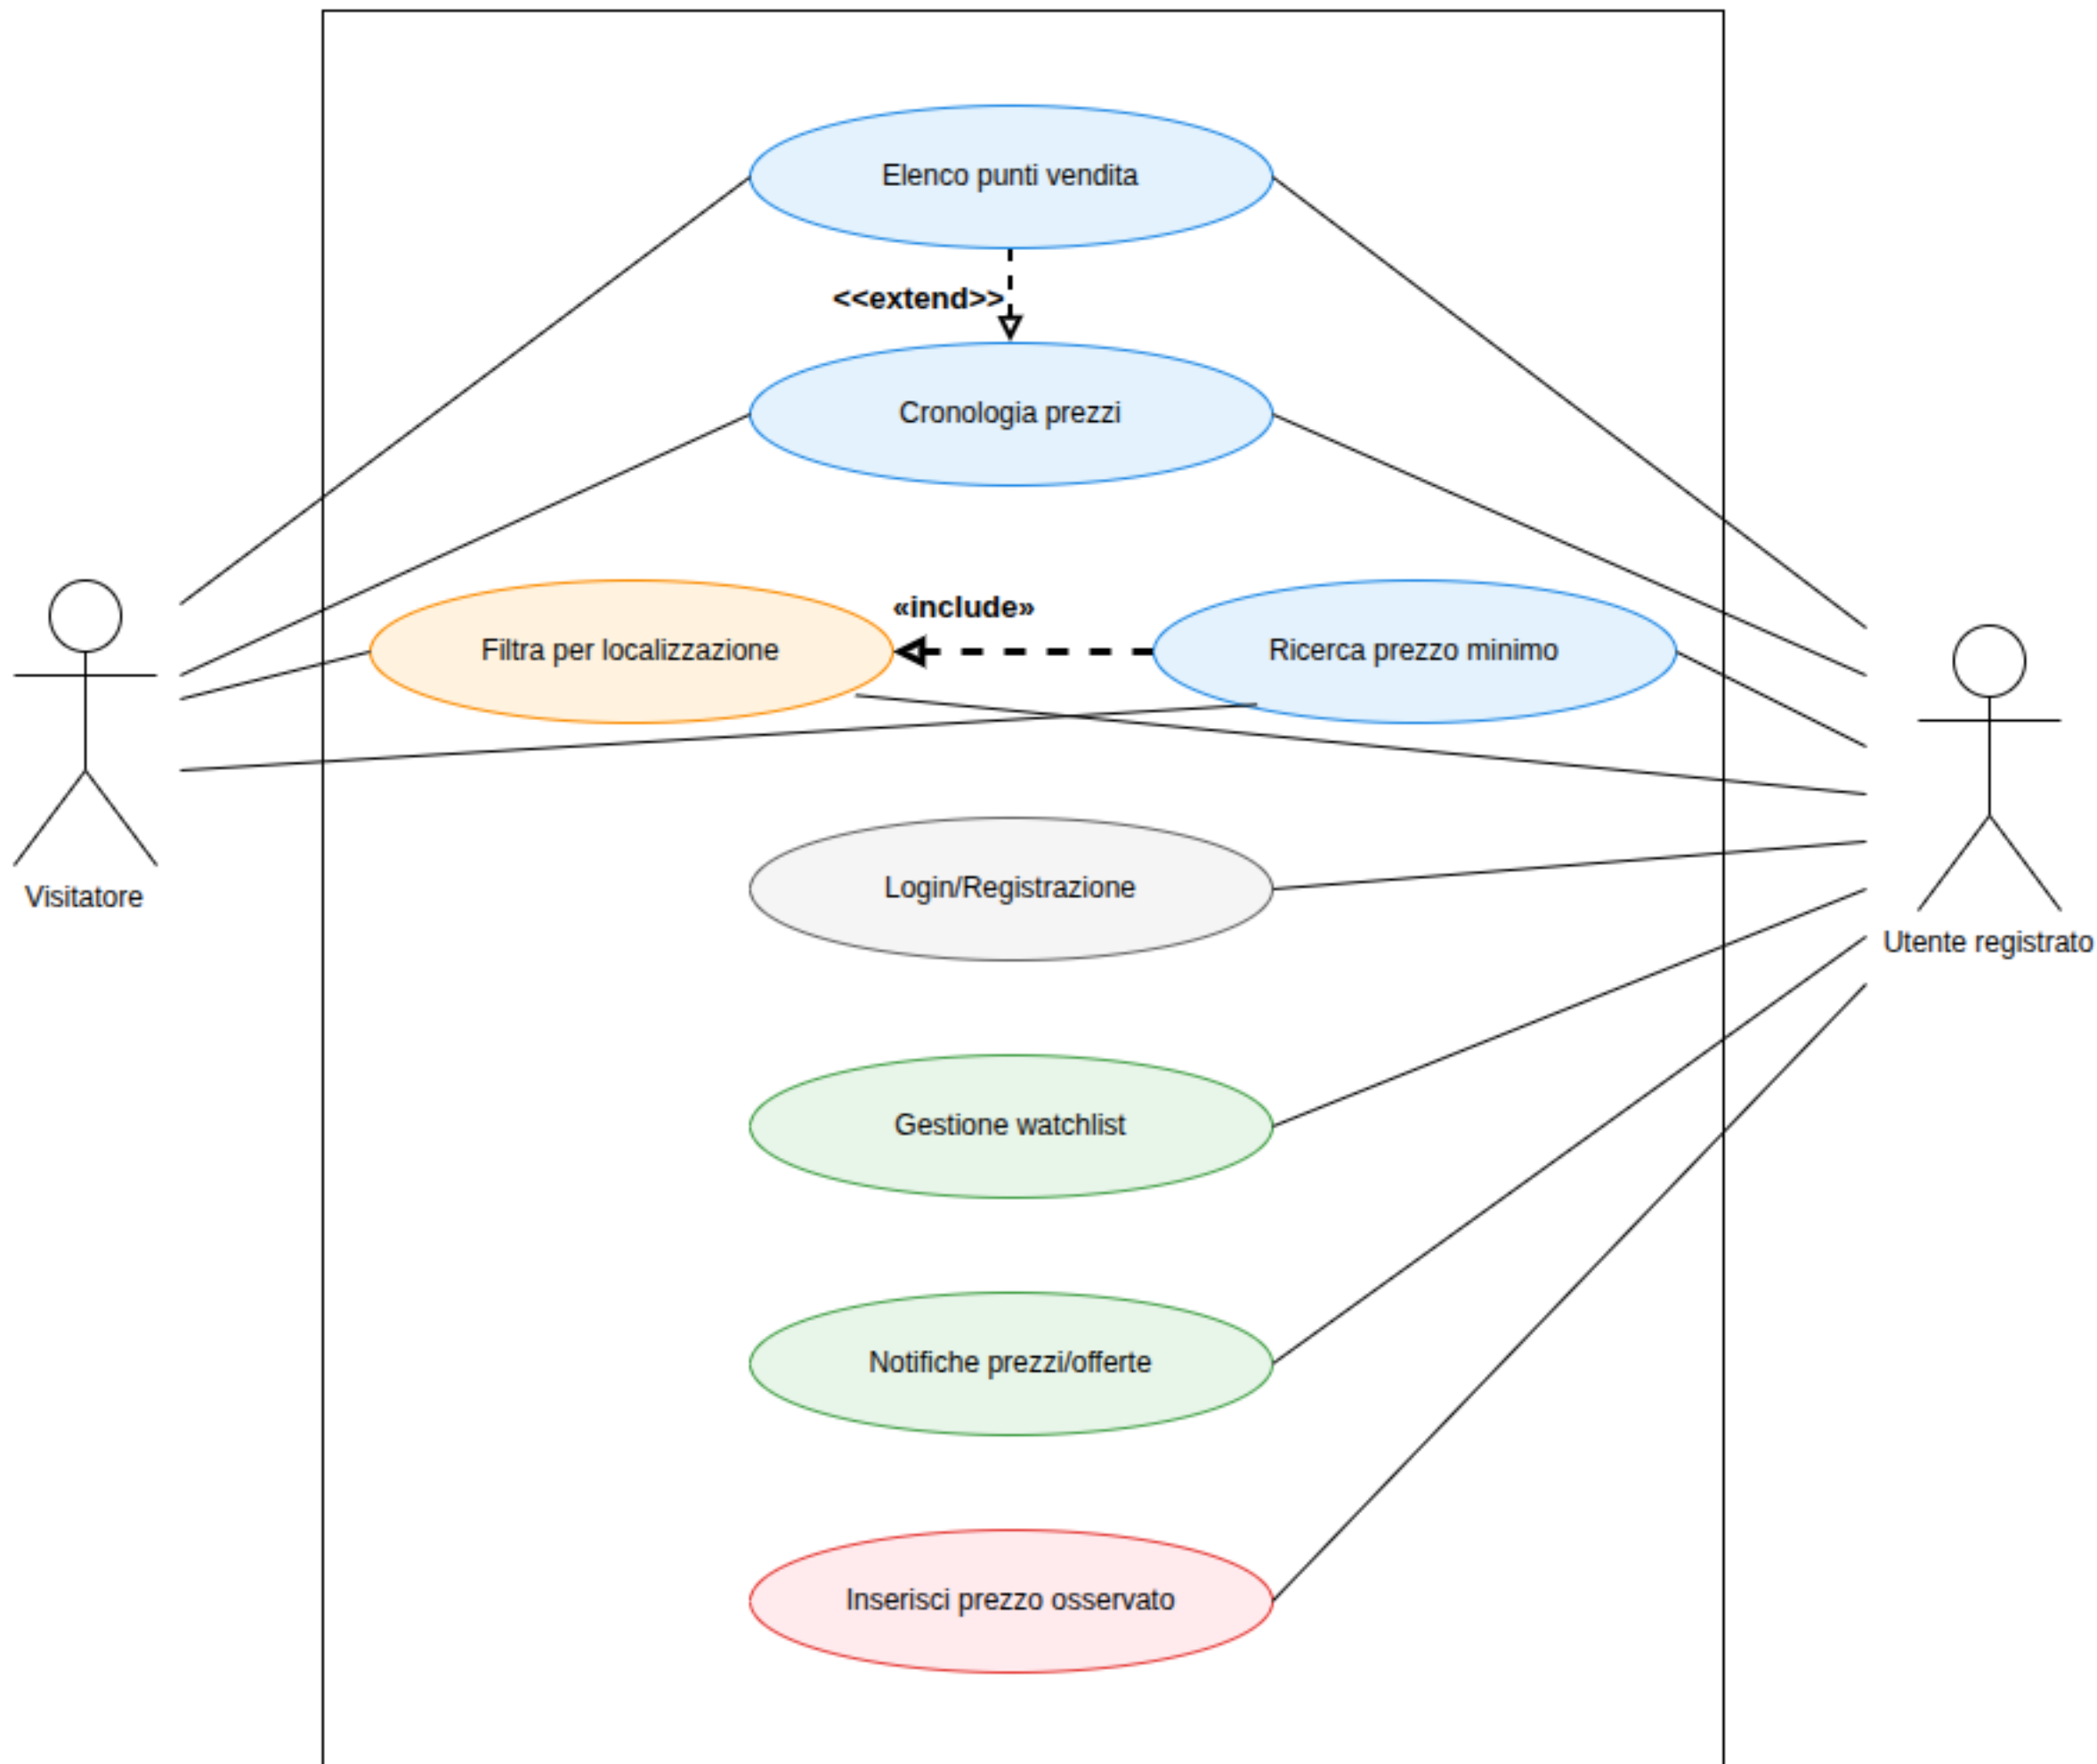 Elenco punti vendita
<<extend>>
Cronologia prezzi
«include»
Filtra per localizzazione
Ricerca prezzo minimo
Login/Registrazione
Visitatore
Utente registrato
Gestione watchlist
Notifiche prezzi/offerte
Inserisci prezzo osservato